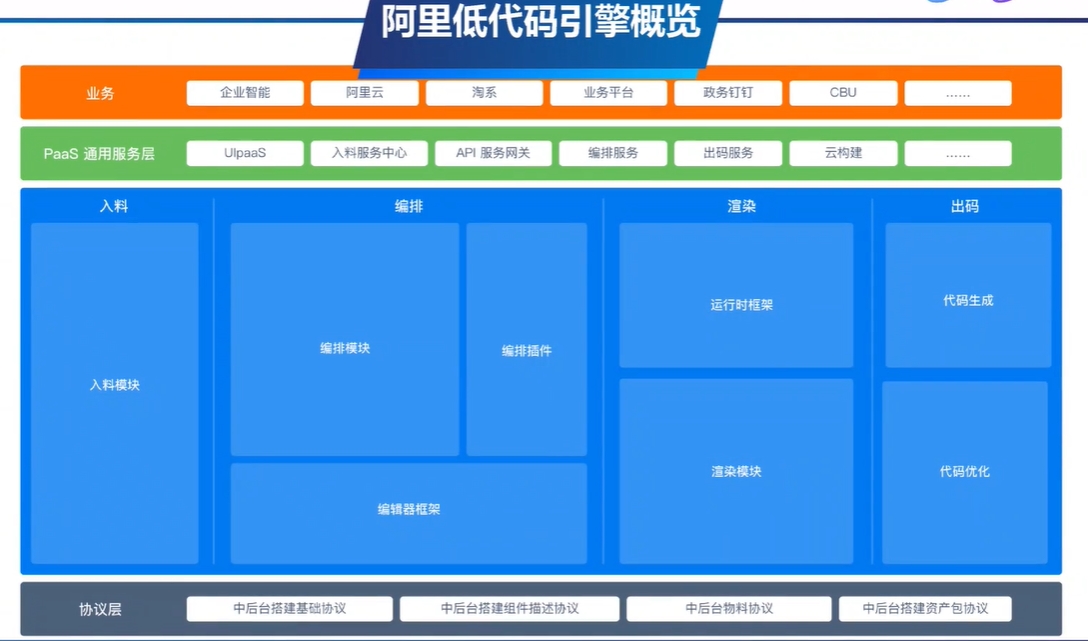 阿里低代码引擎概览
业务 企业智能 阿里云 淘系 业务平台 政务钉钉 CBU ......
PaaS 通用服务层 UIpaaS 入料服务中心 API 服务网关 编排服务 出码服务 云构建 ......
入料 编排 渲染 出码
入料模块
编排模块
编排插件
编辑器框架
运行时框架
渲染模块
代码生成
代码优化
协议层 中后台搭建基础协议 中后台搭建组件描述协议 中后台物料协议 中后台搭建资产包协议